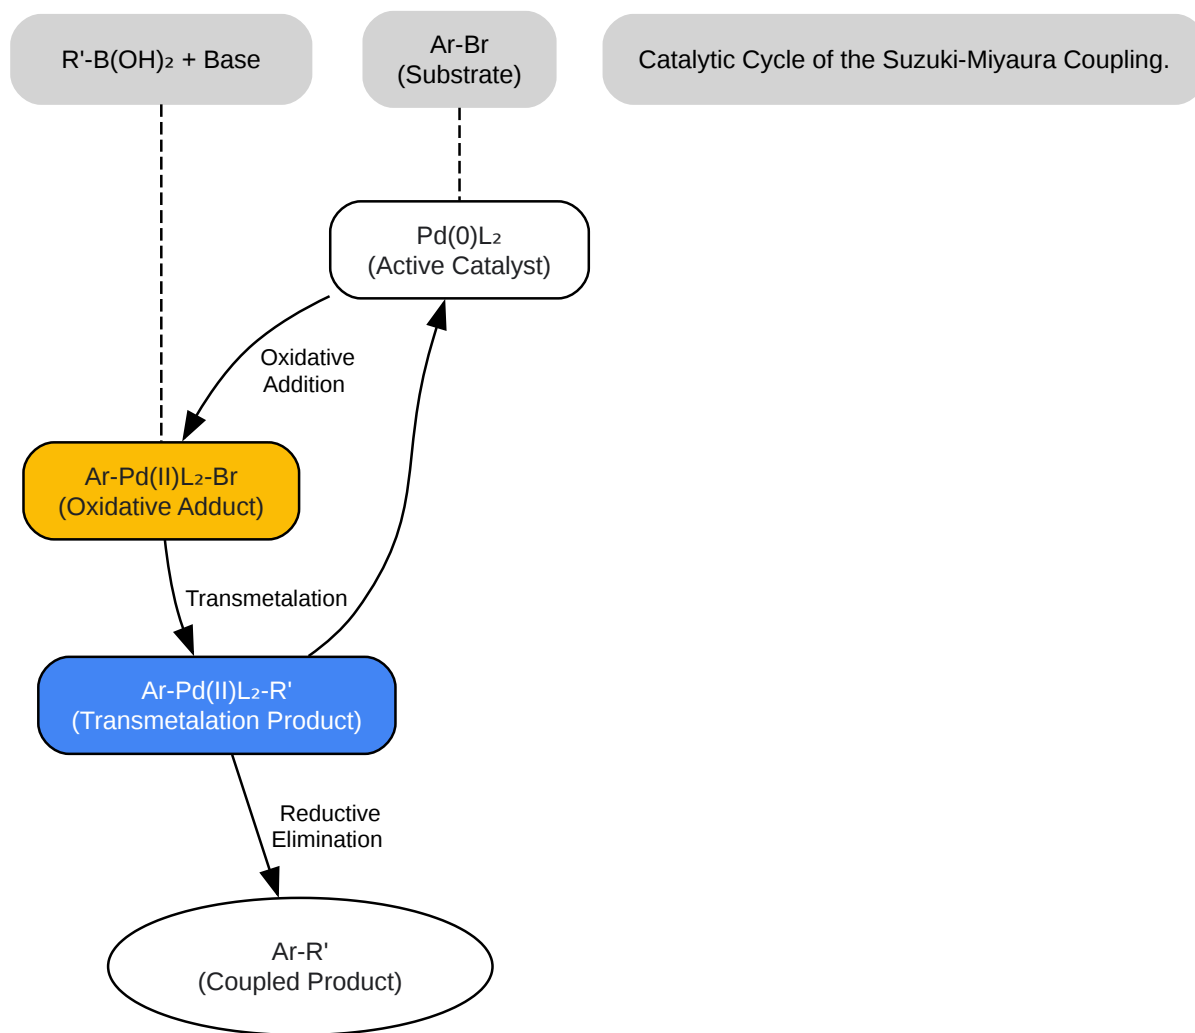 R'-B(OH)₂ + Base
Ar-Br
(Substrate)
Catalytic Cycle of the Suzuki-Miyaura Coupling.
Pd(0)L₂
(Active Catalyst)
Oxidative
Addition
Ar-Pd(II)L₂-Br
(Oxidative Adduct)
Transmetalation
Ar-Pd(II)L₂-R'
(Transmetalation Product)
Reductive
Elimination
Ar-R'
(Coupled Product)